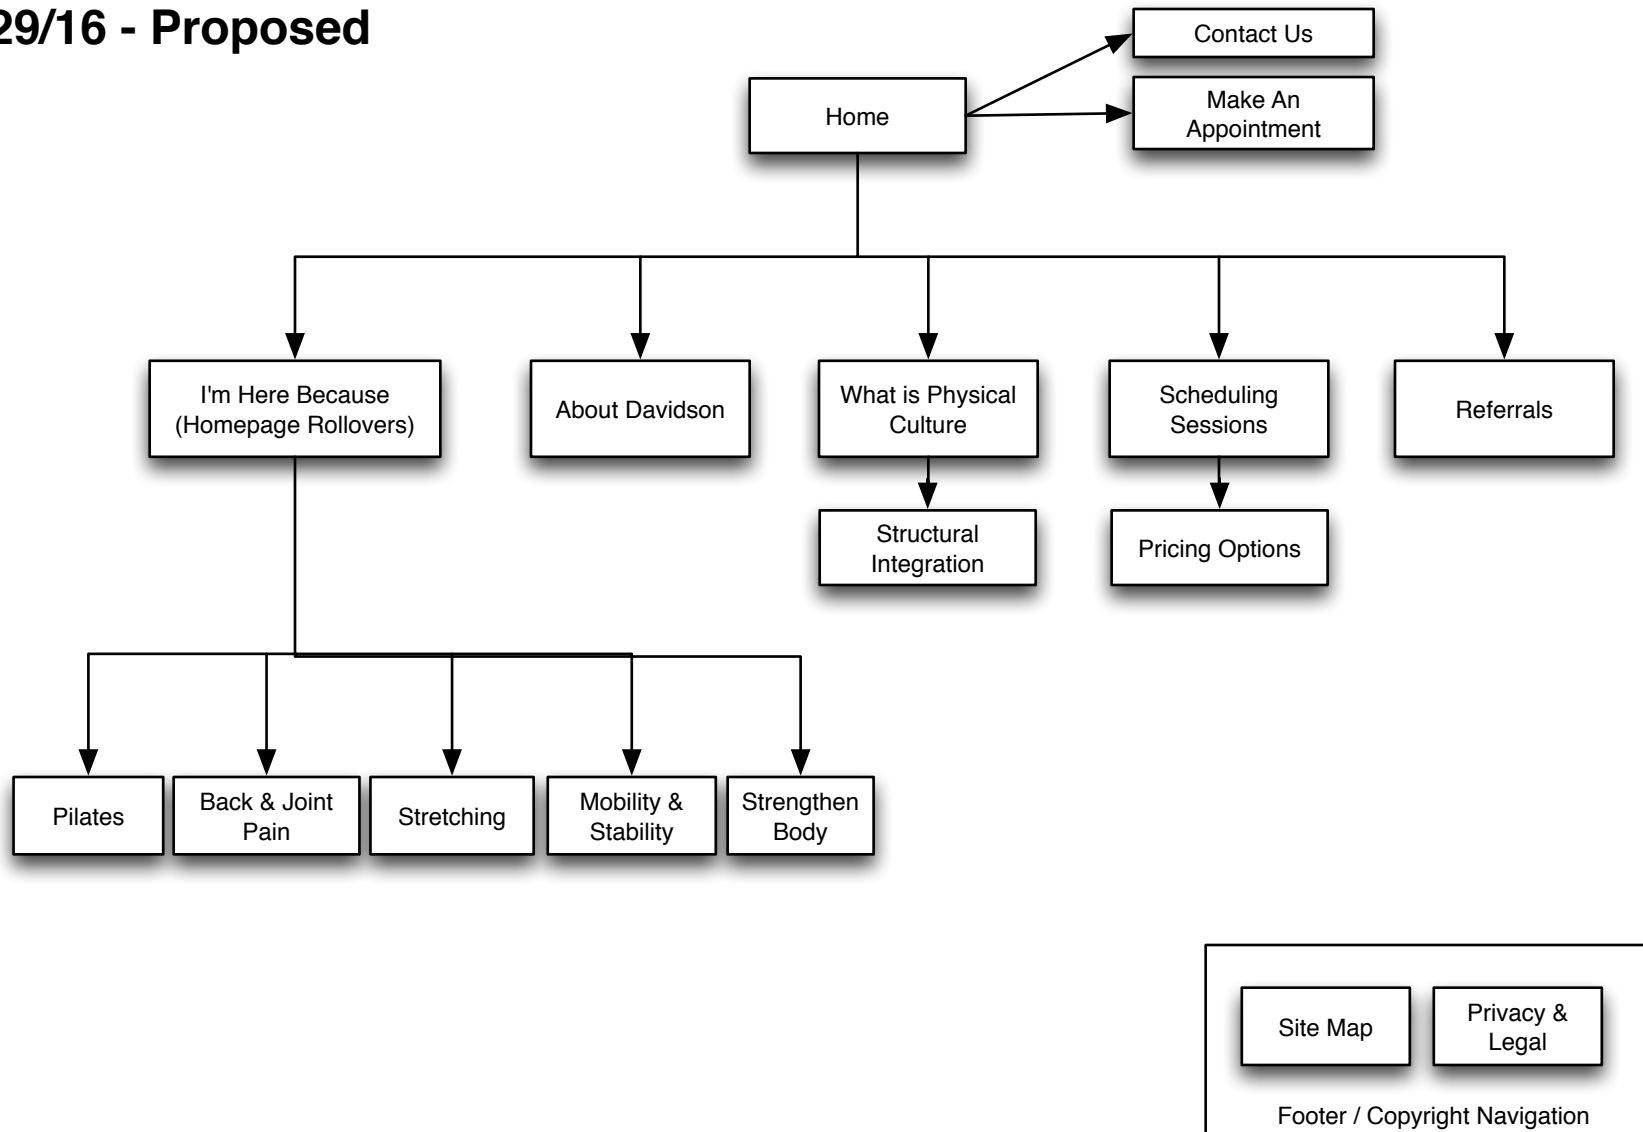 29/16 - Proposed
Contact Us
Home
Make An
Appointment
I'm Here Because
(Homepage Rollovers)
About Davidson
What is Physical
Culture
Scheduling
Sessions
Referrals
Structural
Integration
Pricing Options
Pilates
Back & Joint
Pain
Stretching
Mobility &
Stability
Strengthen
Body
Site Map
Privacy &
Legal
Footer / Copyright Navigation